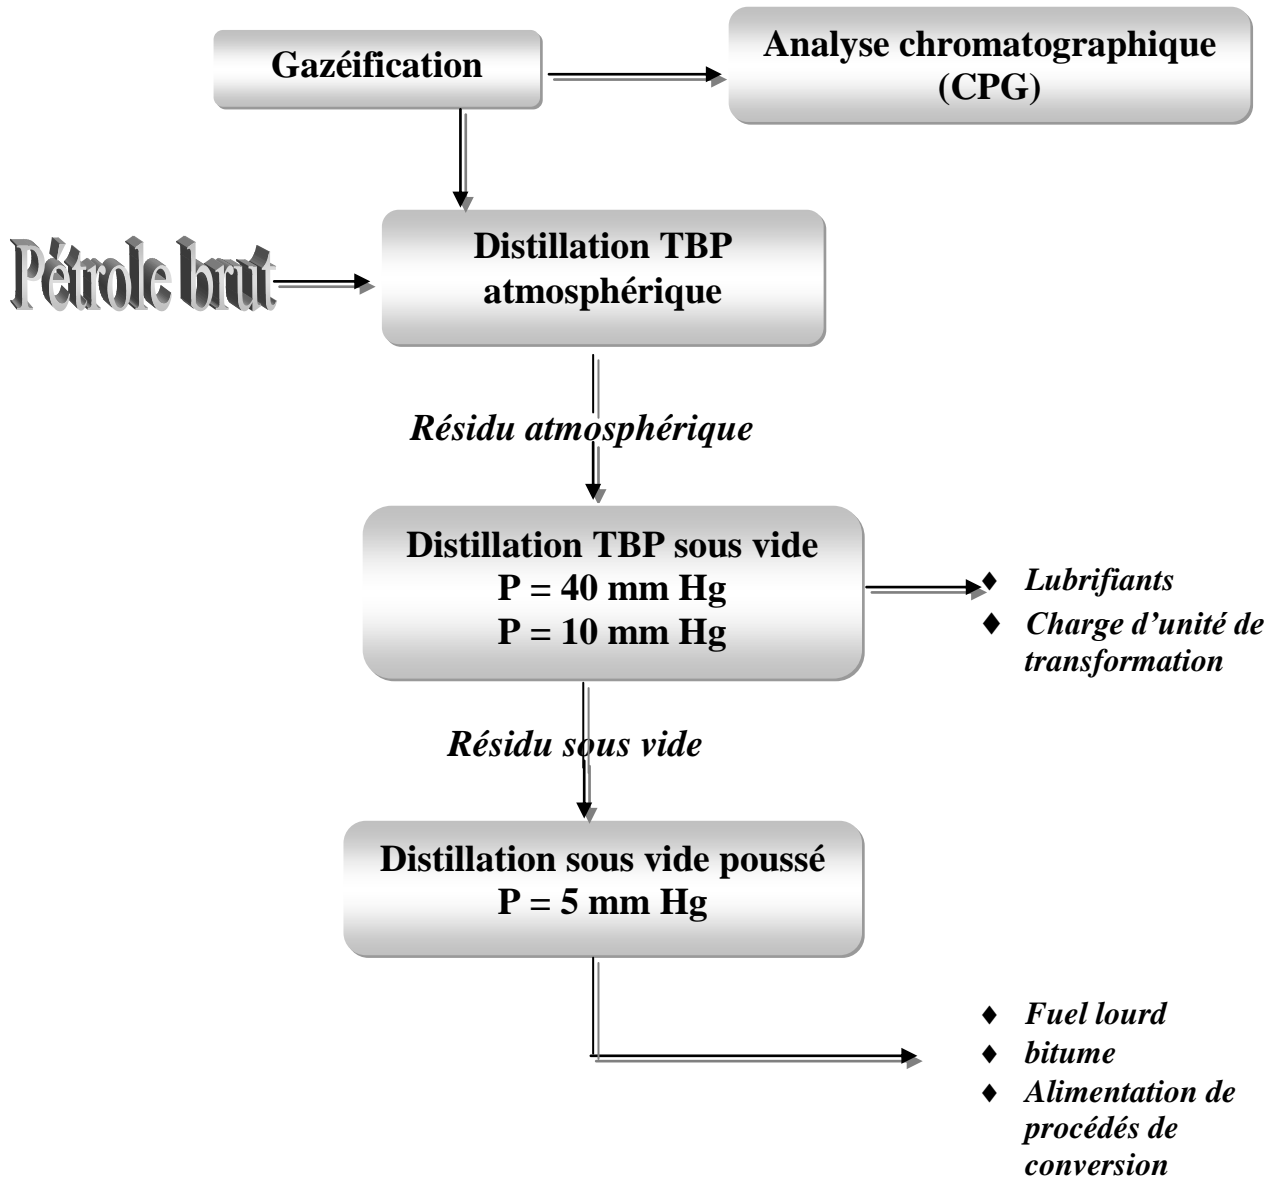 Gazéification
Analyse chromatographique
(CPG)
Distillation TBP
atmosphérique
Pétrole brut
Résidu atmosphérique
Distillation TBP sous vide
P = 40 mm Hg
P = 10 mm Hg
♦ Lubrifiants
♦ Charge d’unité de
transformation
Résidu sous vide
Distillation sous vide poussé
P = 5 mm Hg
♦ Fuel lourd
♦ bitume
♦ Alimentation de
procédés de
conversion